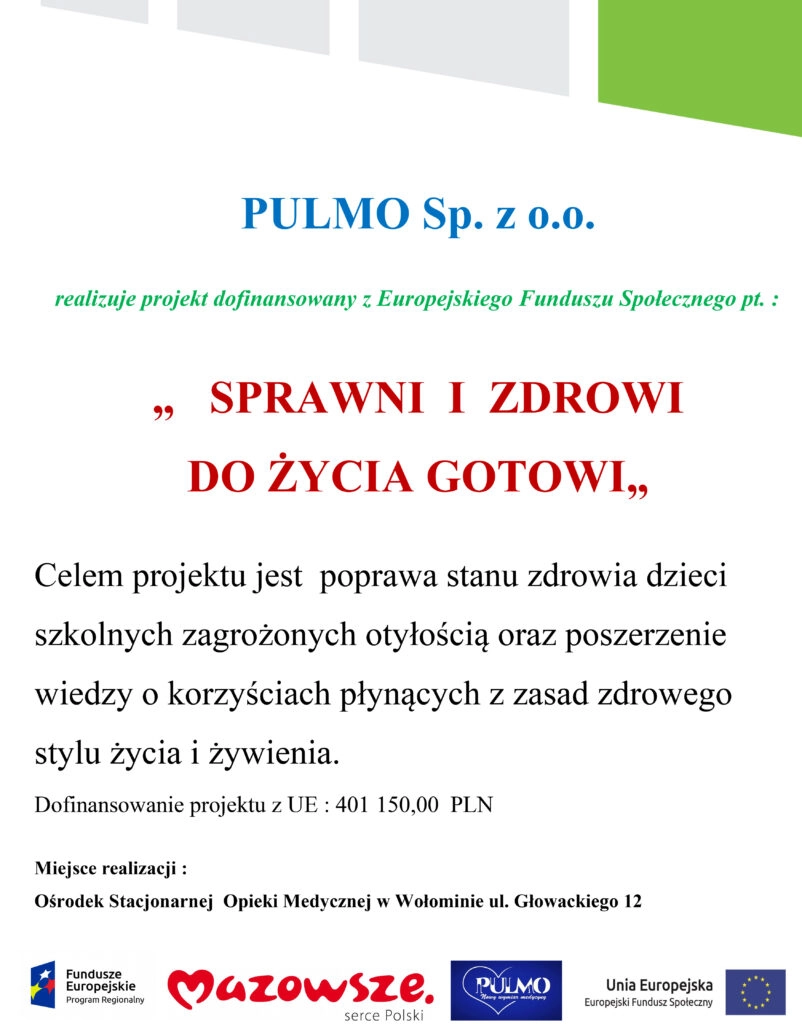 PULMO Sp. z o.o.
realizuje projekt dofinansowany z Europejskiego Funduszu Społecznego pt. :
„ SPRAWNI I ZDROWI
DO ŻYCIA GOTOWI„
Celem projektu jest poprawa stanu zdrowia dzieci
szkolnych zagrożonych otyłością oraz poszerzenie
wiedzy o korzyściach płynących z zasad zdrowego
stylu życia i żywienia.
Dofinansowanie projektu z UE : 401 150,00 PLN
Miejsce realizacji :
Ośrodek Stacjonarnej Opieki Medycznej w Wołominie ul. Głowackiego 12
Fundusze
Europejskie
Program Regionalny
mazowsze.
serce Polski
PULMO
Nowy wymiar medycyny
Unia Europejska
Europejski Fundusz Społeczny